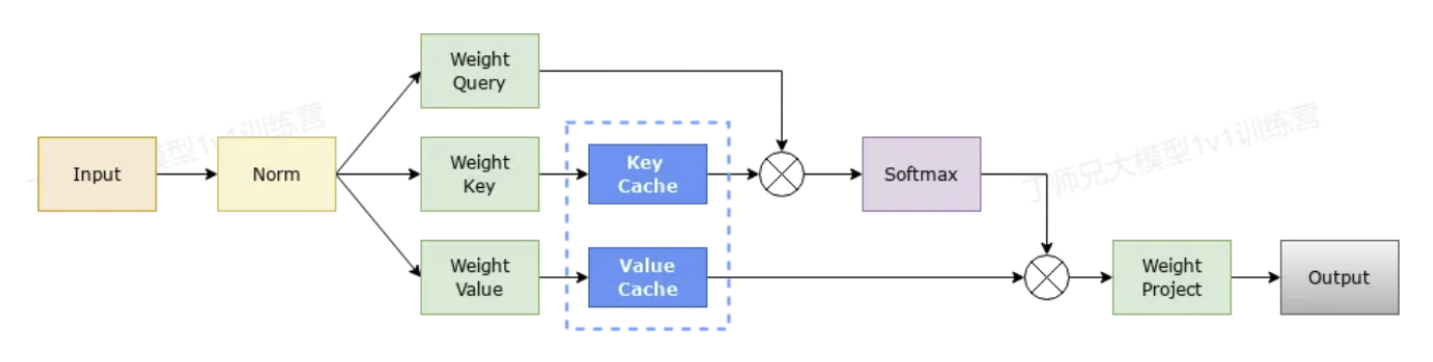 Weight
Query
Input
Norm
Weight
Key
Key
Cache
Softmax
Weight
Value
Value
Cache
Weight
Project
Output
模型1v1训练营
丁师兄大模型1v1训练营